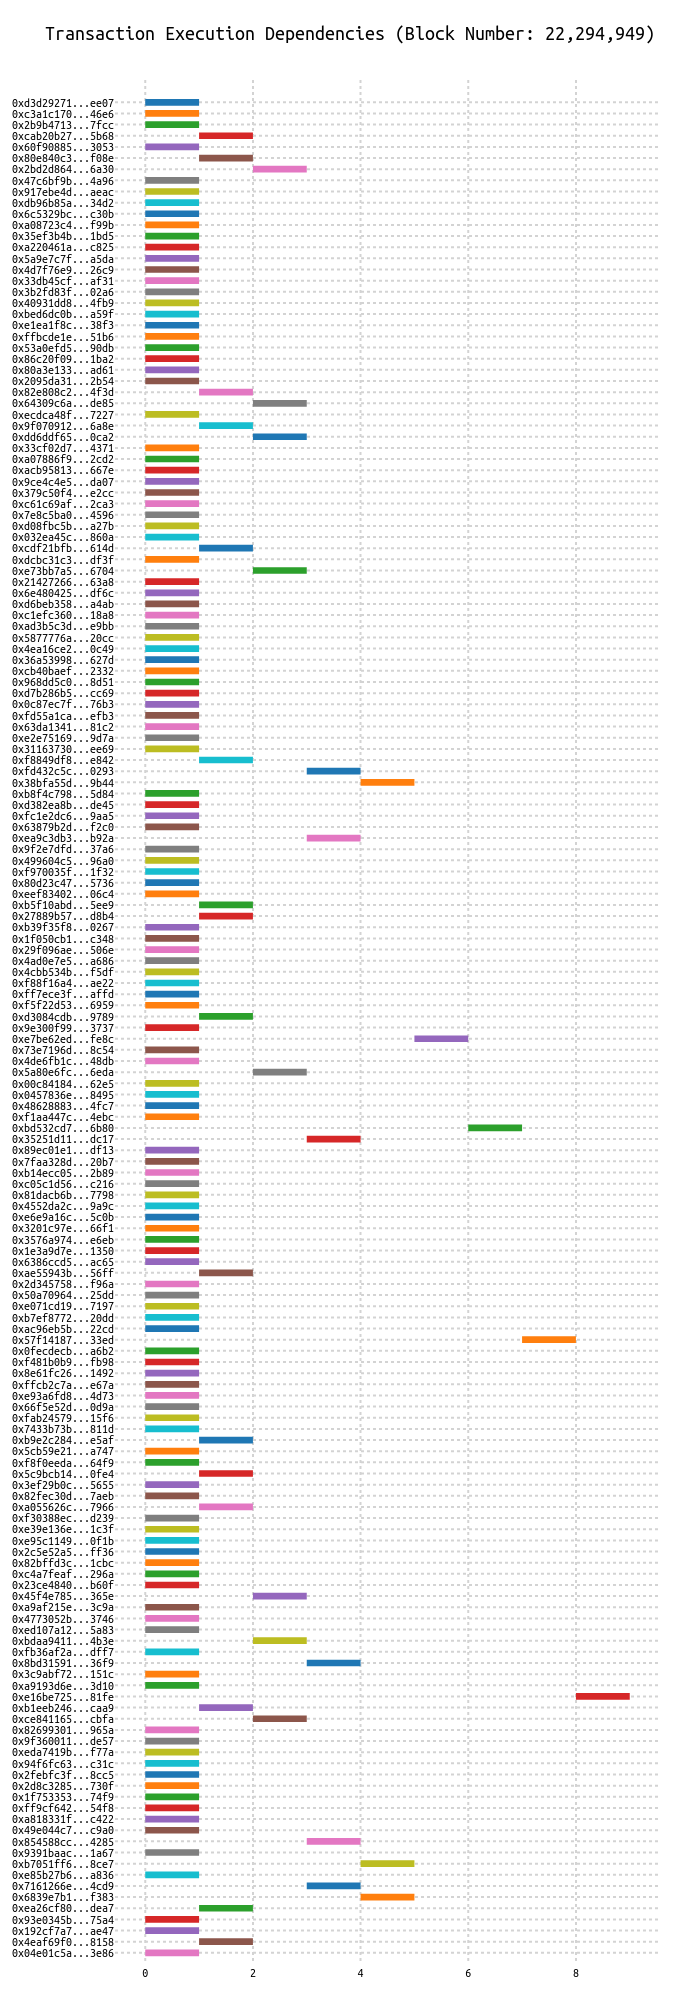 Transaction Execution Dependencies (Block Number: 22,294,949)
0xd3d29271...ee07
0xc3a1c170...46e6
0x2b9b4713...7fcc
0xcab20b27...5b68
0x60f90885...3053
0x80e840c3...f08e
0x2bd2d864...6a30
0x47c6bf9b...4a96
0x917ebe4d...aeac
0xdb96b85a...34d2
0x6c5329bc...c30b
0xa08723c4...f99b
0x35ef3b4b...1bd5
0xa220461a...c825
0x5a9e7c7f...a5da
0x4d7f76e9...26c9
0x33db45cf...af31
0x3b2fd83f...02a6
0x40931dd8...4fb9
0xbed6dc0b...a59f
0xe1ea1f8c...38f3
0xffbcde1e...51b6
0x53a0efd5...90db
0x86c20f09...1ba2
0x80a3e133...ad61
0x2095da31...2b54
0x82e808c2...4f3d
0x64309c6a...de85
0xecdca48f...7227
0x9f070912...6a8e
0xdd6ddf65...0ca2
0x33cf02d7...4371
0xa07886f9...2cd2
0xacb95813...667e
0x9ce4c4e5...da07
0x379c50f4...e2cc
0xc61c69af...2ca3
0x7e8c5ba0...4596
0xd08fbc5b...a27b
0x032ea45c...860a
0xcdf21bfb...614d
0xdcbc31c3...df3f
0xe73bb7a5...6704
0x21427266...63a8
0x6e480425...df6c
0xd6beb358...a4ab
0xc1efc360...18a8
0xad3b5c3d...e9bb
0x5877776a...20cc
0x4ea16ce2...0c49
0x36a53998...627d
0xcb40baef...2332
0x968dd5c0...8d51
0xd7b286b5...cc69
0x0c87ec7f...76b3
0xfd55a1ca...efb3
0x63da1341...81c2
0xe2e75169...9d7a
0x31163730...ee69
0xf8849df8...e842
0xfd432c5c...0293
0x38bfa55d...9b44
0xb8f4c798...5d84
0xd382ea8b...de45
0xfc1e2dc6...9aa5
0x63879b2d...f2c0
0xea9c3db3...b92a
0x9f2e7dfd...37a6
0x499604c5...96a0
0xf970035f...1f32
0x80d23c47...5736
0xeef83402...06c4
0xb5f10abd...5ee9
0x27889b57...d8b4
0xb39f35f8...0267
0x1f050cb1...c348
0x29f096ae...506e
0x4ad0e7e5...a686
0x4cbb534b...f5df
0xf88f16a4...ae22
0xff7ece3f...affd
0xf5f22d53...6959
0xd3084cdb...9789
0x9e300f99...3737
0xe7be62ed...fe8c
0x73e7196d...8c54
0x4de6fb1c...48db
0x5a80e6fc...6eda
0x00c84184...62e5
0x0457836e...8495
0x48628883...4fc7
0xf1aa447c...4ebc
0xbd532cd7...6b80
0x35251d11...dc17
0x89ec01e1...df13
0x7faa328d...20b7
0xb14ecc05...2b89
0xc05c1d56...c216
0x81dacb6b...7798
0x4552da2c...9a9c
0xe6e9a16c...5c0b
0x3201c97e...66f1
0x3576a974...e6eb
0x1e3a9d7e...1350
0x6386ccd5...ac65
0xae55943b...56ff
0x2d345758...f96a
0x50a70964...25dd
0xe071cd19...7197
0xb7ef8772...20dd
0xac96eb5b...22cd
0x57f14187...33ed
0x0fecdecb...a6b2
0xf481b0b9...fb98
0x8e61fc26...1492
0xffcb2c7a...e67a
0xe93a6fd8...4d73
0x66f5e52d...0d9a
0xfab24579...15f6
0x7433b73b...811d
0xb9e2c284...e5af
0x5cb59e21...a747
0xf8f0eeda...64f9
0x5c9bcb14...0fe4
0x3ef29b0c...5655
0x82fec30d...7aeb
0xa055626c...7966
0xf30388ec...d239
0xe39e136e...1c3f
0xe95c1149...0f1b
0x2c5e52a5...ff36
0x82bffd3c...1cbc
0xc4a7feaf...296a
0x23ce4840...b60f
0x45f4e785...365e
0xa9af215e...3c9a
0x4773052b...3746
0xed107a12...5a83
0xbdaa9411...4b3e
0xfb36af2a...dff7
0x8bd31591...36f9
0x3c9abf72...151c
0xa9193d6e...3d10
0xe16be725...81fe
0xb1eeb246...caa9
0xce841165...cbfa
0x82699301...965a
0x9f360011...de57
0xeda7419b...f77a
0x94f6fc63...c31c
0x2febfc3f...8cc5
0x2d8c3285...730f
0x1f753353...74f9
0xff9cf642...54f8
0xa818331f...c422
0x49e044c7...c9a0
0x854588cc...4285
0x9391baac...1a67
0xb7051ff6...8ce7
0xe85b27b6...a836
0x7161266e...4cd9
0x6839e7b1...f383
0xea26cf80...dea7
0x93e0345b...75a4
0x192cf7a7...ae47
0x4eaf69f0...8158
0x04e01c5a...3e86
0 2 4 6 8